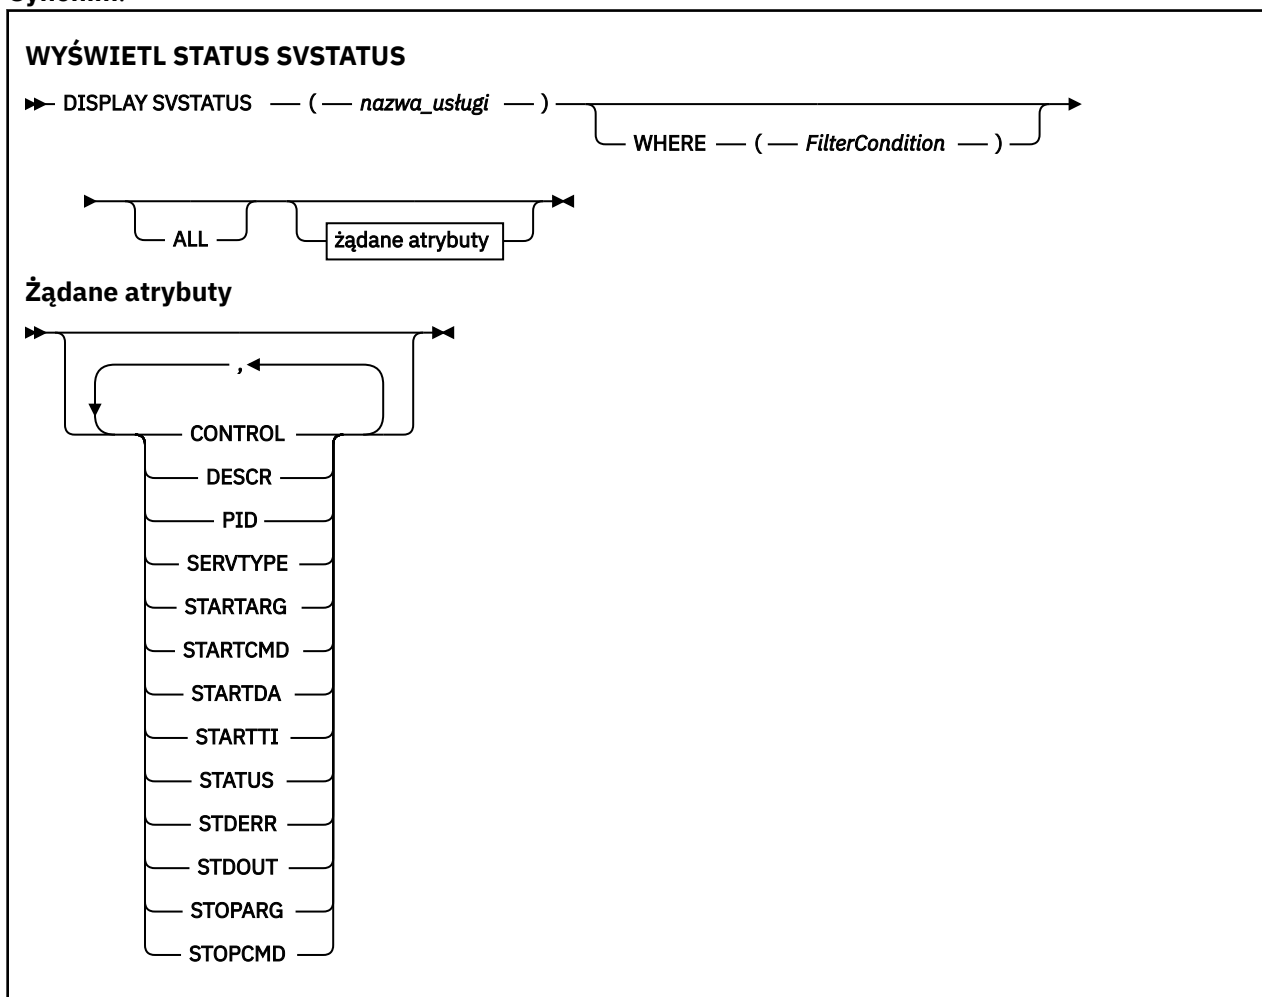 WYŚWIETL STATUS SVSTATUS
DISPLAY SVSTATUS ( nazwa_usługi )
WHERE ( FilterCondition )
ALL
żądane atrybuty
Żądane atrybuty
,
CONTROL
DESCR
PID
SERVTYPE
STARTARG
STARTCMD
STARTDA
STARTTI
STATUS
STDERR
STDOUT
STOPARG
STOPCMD